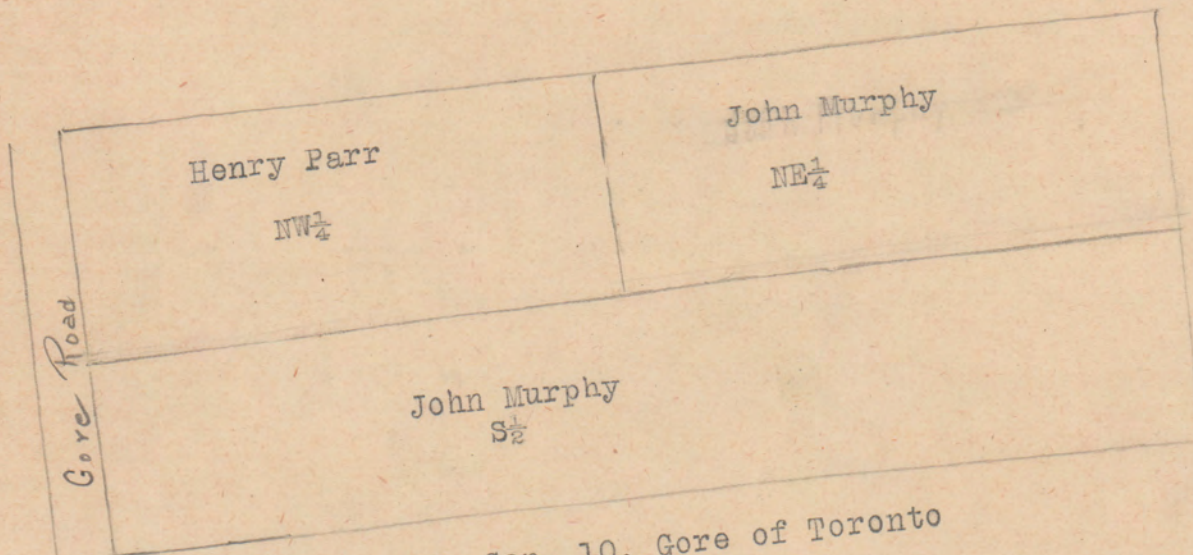 Henry Parr
NW¼
John Murphy
NE¼
Gore Road
John Murphy
S½
10, Gore of Toronto